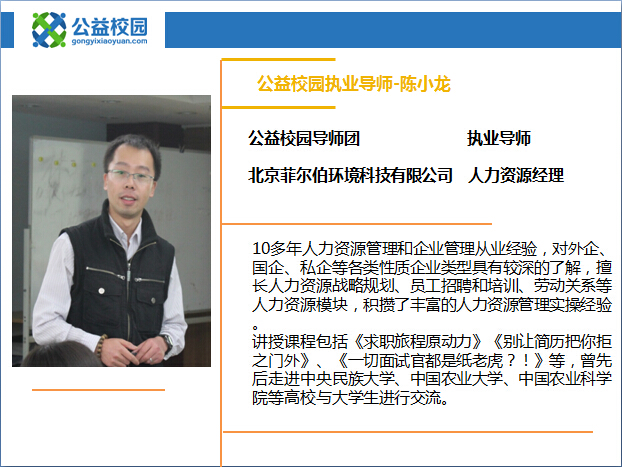 公益校园
gongyixiaoyuan.com
公益校园执业导师-陈小龙
公益校园导师团 执业导师
北京菲尔伯环境科技有限公司 人力资源经理
10多年人力资源管理和企业管理从业经验，对外企、
国企、私企等各类性质企业类型具有较深的了解，擅
长人力资源战略规划、员工招聘和培训、劳动关系等
人力资源模块，积攒了丰富的人力资源管理实操经验
。
讲授课程包括《求职旅程原动力》《别让简历把你拒
之门外》、《一切面试官都是纸老虎？！》等，曾先
后走进中央民族大学、中国农业大学、中国农业科学
院等高校与大学生进行交流。